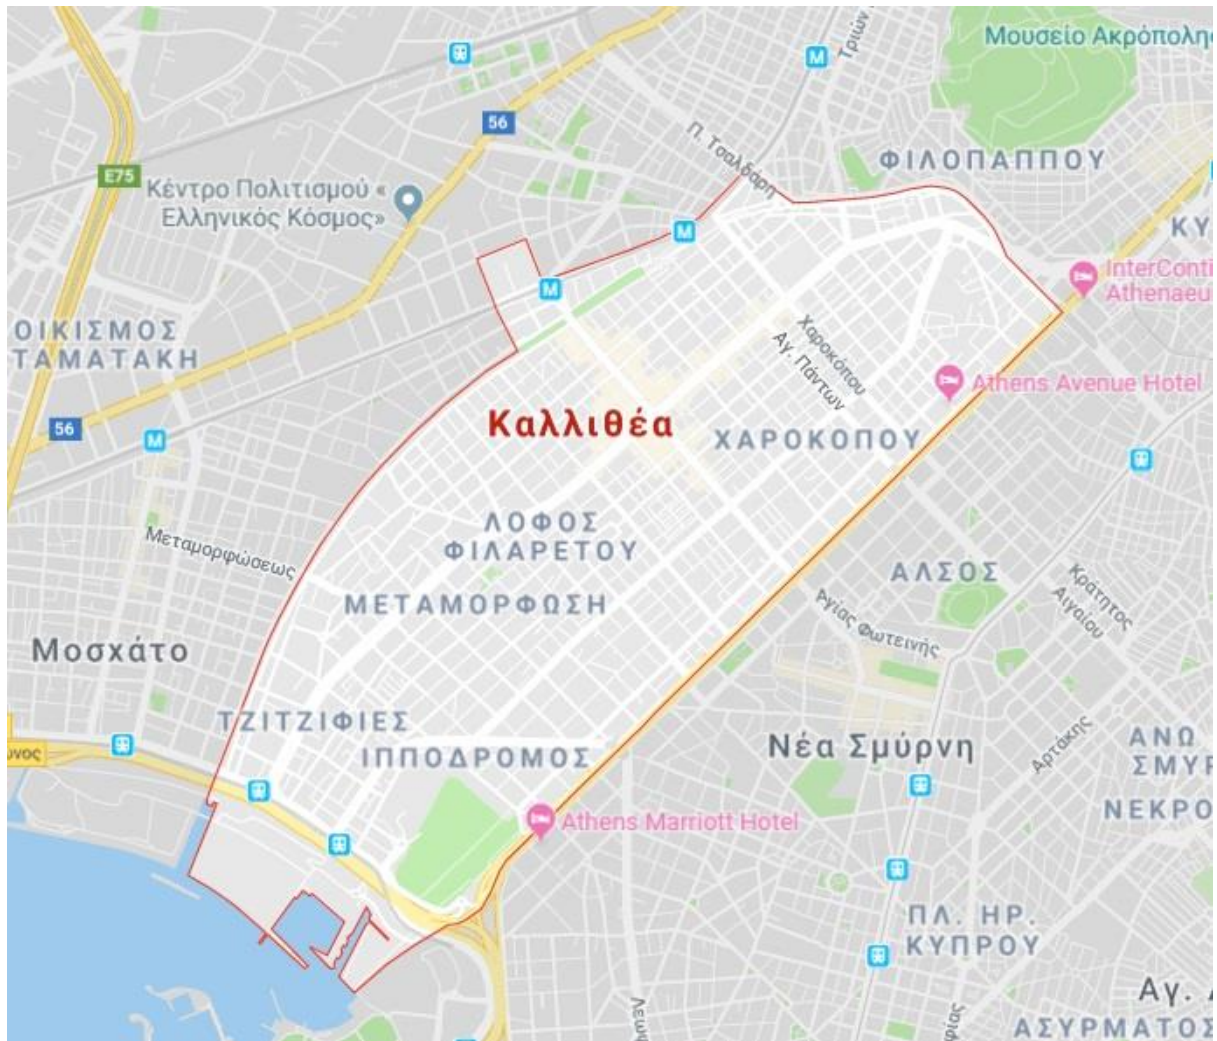 Μουσείο Ακρόπολης
Τριών
56
Π. Τσαλδάρη
ΦΙΛΟΠΑΠΠΟΥ
E75
Κέντρο Πολιτισμού «
Ελληνικός Κόσμος»
ΚΥ
InterConti
Athenaeu
ΟΙΚΙΣΜΟΣ
ΤΑΜΑΤΑΚΗ
Χαροκόπου
Αγ. Πάντων
Athens Avenue Hotel
56
Καλλιθέα
ΧΑΡΟΚΟΠΟΥ
ΛΟΦΟΣ
ΦΙΛΑΡΕΤΟΥ
Μεταμορφώσεως
ΑΛΣΟΣ
Κράτητος
Αιγαίου
ΜΕΤΑΜΟΡΦΩΣΗ
Αγίας Φωτεινής
Μοσχάτο
ΤΖΙΤΖΙΦΙΕΣ
ΙΠΠΟΔΡΟΜΟΣ
Νέα Σμύρνη
Αρτάκης
ΑΝΩ
ΣΜΥΡ
ΝΕΚΡΟ
Athens Marriott Hotel
ΠΛ. ΗΡ.
ΚΥΠΡΟΥ
Αγ.
ΑΣΥΡΜΑΤΟΣ